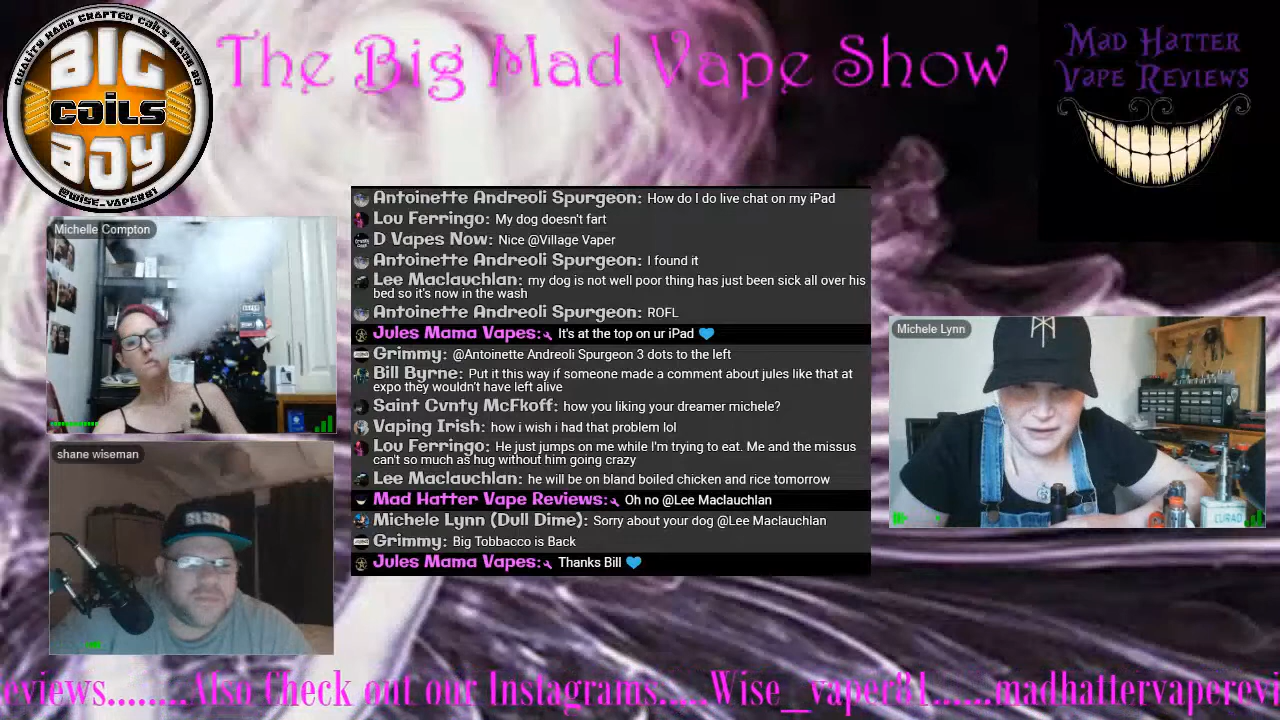 QUALITY HAND CRAFTED COILS MADE BY
BIG
COILS
BOY
@WISE_VAPER81
The Big Mad Vape Show
Mad Hatter
Vape Reviews
Michelle Compton
shane wiseman
Antoinette Andreoli Spurgeon: How do I do live chat on my iPad
Lou Ferringo: My dog doesn't fart
D Vapes Now: Nice @Village Vaper
Antoinette Andreoli Spurgeon: I found it
Lee Maclauchlan: my dog is not well poor thing has just been sick all over his
bed so it's now in the wash
Antoinette Andreoli Spurgeon: ROFL
Jules Mama Vapes: It's at the top on ur iPad 💙
Grimmy: @Antoinette Andreoli Spurgeon 3 dots to the left
Bill Byrne: Put it this way if someone made a comment about jules like that at
expo they wouldn't have left alive
Saint Cvnty McFkoff: how you liking your dreamer michele?
Vaping Irish: how i wish i had that problem lol
Lou Ferringo: He just jumps on me while I'm trying to eat. Me and the missus
can't so much as hug without him going crazy
Lee Maclauchlan: he will be on bland boiled chicken and rice tomorrow
Mad Hatter Vape Reviews: Oh no @Lee Maclauchlan
Michele Lynn (Dull Dime): Sorry about your dog @Lee Maclauchlan
Grimmy: Big Tobbacco is Back
Jules Mama Vapes: Thanks Bill 💙
Michele Lynn
eviews........Also Check out our Instagrams.....Wise_vaper81......madhattervaperevi